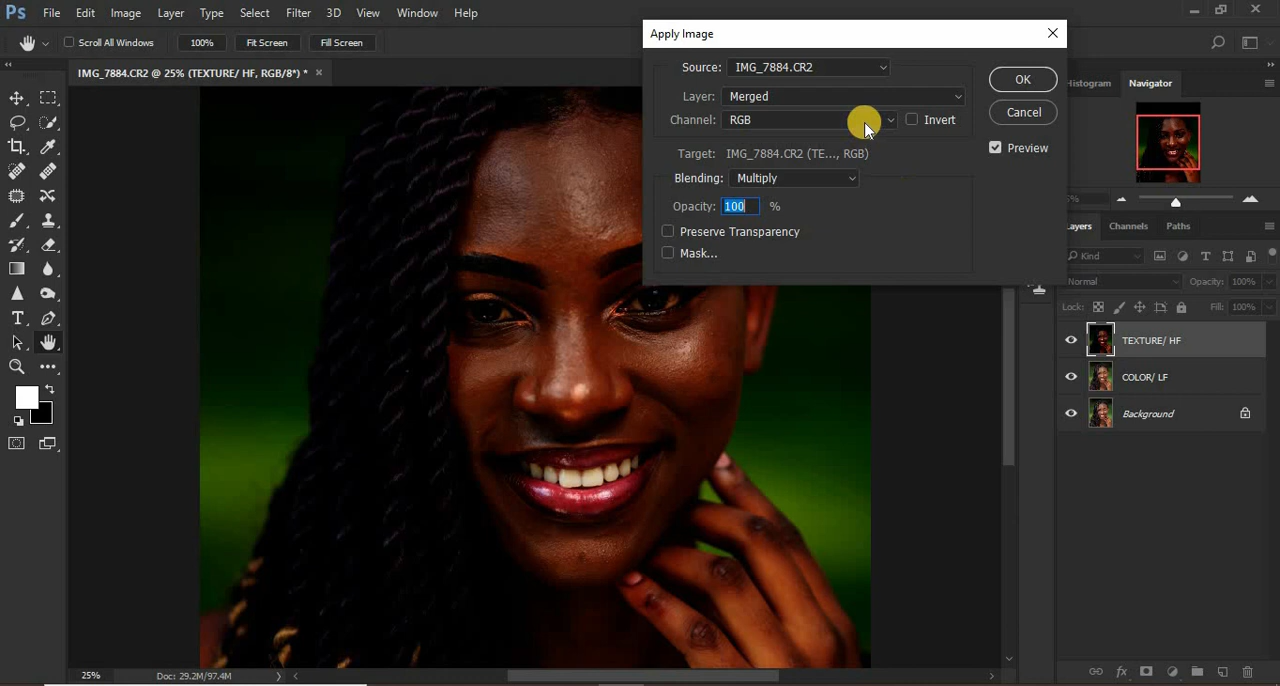 Ps File Edit Image Layer Type Select Filter 3D View Window Help
Scroll All Windows 100% Fit Screen Fill Screen
IMG_7884.CR2 @ 25% (TEXTURE/ HF, RGB/8*) * ×
Apply Image
Source: IMG_7884.CR2
Layer: Merged
Channel: RGB
Invert
Target: IMG_7884.CR2 (TE..., RGB)
Blending: Multiply
Opacity: 100 %
Preserve Transparency
Mask...
OK
Cancel
Preview
Histogram Navigator
Layers Channels Paths
Kind
Normal Opacity: 100%
Lock: Fill: 100%
TEXTURE/ HF
COLOR/ LF
Background
25% Doc: 29.2M/97.4M